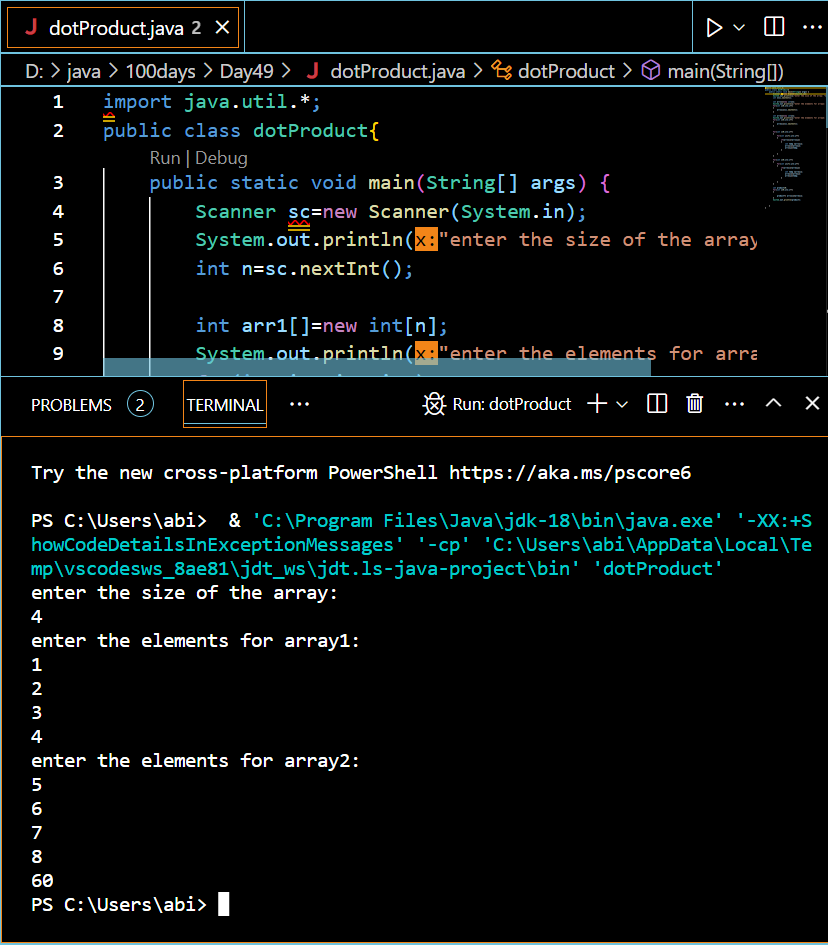 dotProduct.java 2
D: > java > 100days > Day49 > dotProduct.java > dotProduct > main(String[])
1 import java.util.*;
2 public class dotProduct{
Run | Debug
3 public static void main(String[] args) {
4 Scanner sc=new Scanner(System.in);
5 System.out.println(x:"enter the size of the array
6 int n=sc.nextInt();
7
8 int arr1[]=new int[n];
9 System.out.println(x:"enter the elements for arra
PROBLEMS 2 TERMINAL ··· Run: dotProduct
Try the new cross-platform PowerShell https://aka.ms/pscore6
PS C:\Users\abi>  & 'C:\Program Files\Java\jdk-18\bin\java.exe' '-XX:+S
howCodeDetailsInExceptionMessages' '-cp' 'C:\Users\abi\AppData\Local\Te
mp\vscodesws_8ae81\jdt_ws\jdt.ls-java-project\bin' 'dotProduct'
enter the size of the array:
4
enter the elements for array1:
1
2
3
4
enter the elements for array2:
5
6
7
8
60
PS C:\Users\abi>